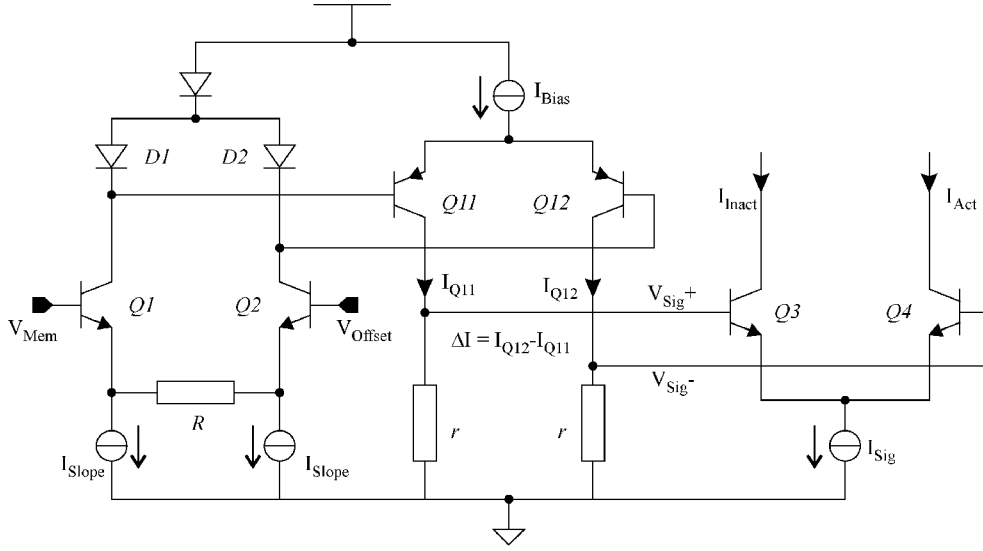 I_Bias
D1 D2
Q11 Q12
I_Inact I_Act
I_Q11 I_Q12
V_Sig+
Q1 Q2 Q3 Q4
V_Mem V_Offset
ΔI = I_Q12-I_Q11
V_Sig-
R r r
I_Slope I_Slope I_Sig